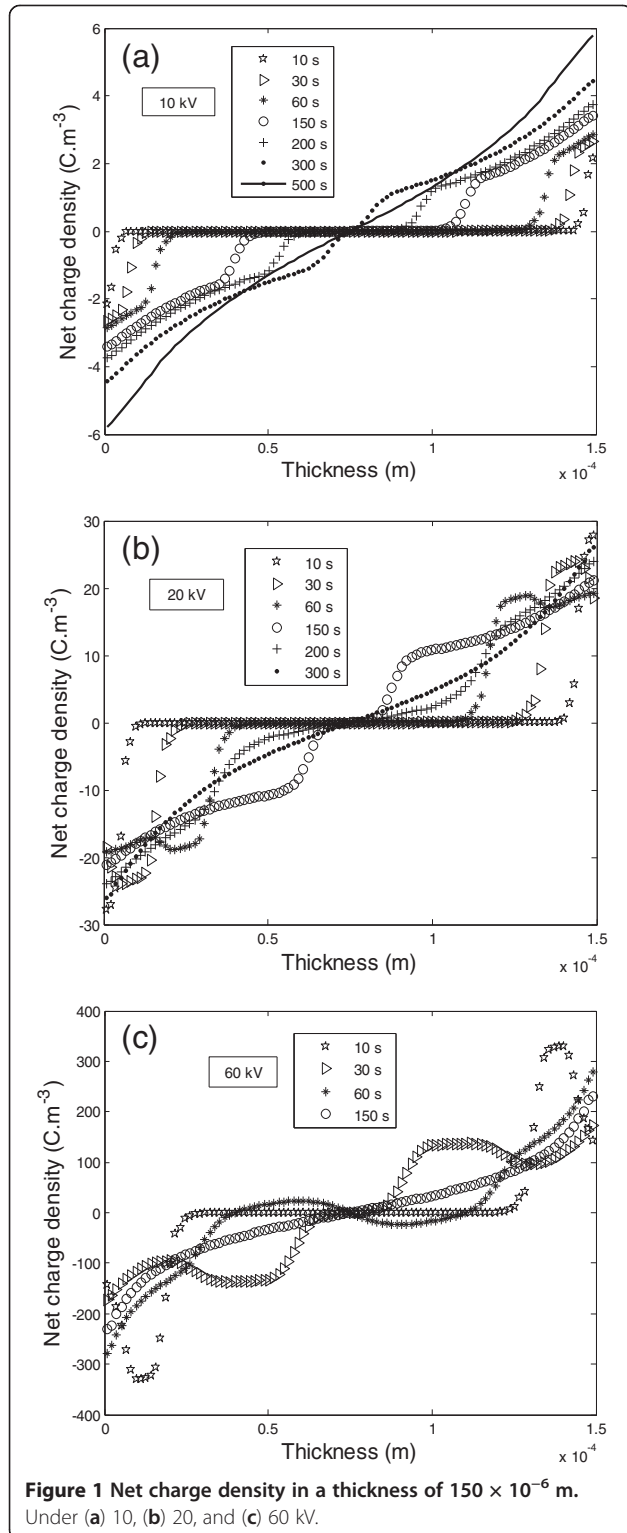 (a)
10 kV
10 s
30 s
60 s
150 s
200 s
300 s
500 s
Net charge density (C.m-3)
6
4
2
0
-2
-4
-6
0
0.5
1
1.5
x 10-4
Thickness (m)
(b)
20 kV
10 s
30 s
60 s
150 s
200 s
300 s
Net charge density (C.m-3)
30
20
10
0
-10
-20
-30
0
0.5
1
1.5
x 10-4
Thickness (m)
(c)
60 kV
10 s
30 s
60 s
150 s
Net charge density (C.m-3)
400
300
200
100
0
-100
-200
-300
-400
0
0.5
1
1.5
x 10-4
Thickness (m)
Figure 1 Net charge density in a thickness of 150 × 10−6 m.
Under (a) 10, (b) 20, and (c) 60 kV.